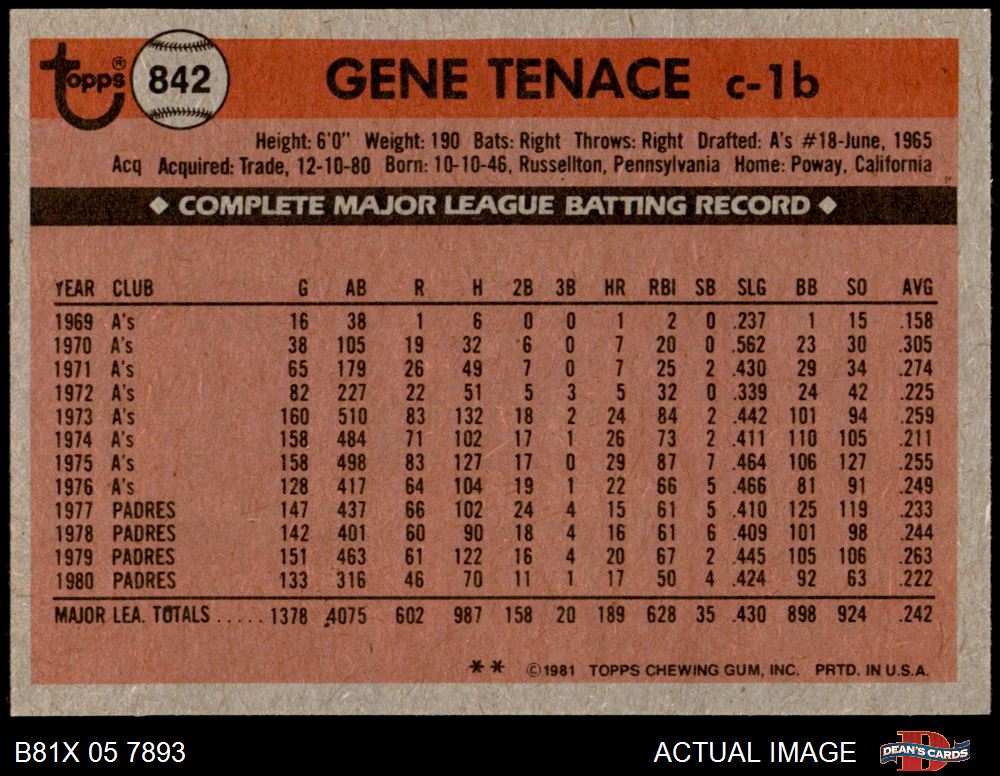 Topps® 842 GENE TENACE c-1b
Height: 6'0" Weight: 190 Bats: Right Throws: Right Drafted: A's #18-June, 1965
Acq Acquired: Trade, 12-10-80 Born: 10-10-46, Russellton, Pennsylvania Home: Poway, California
◆ COMPLETE MAJOR LEAGUE BATTING RECORD ◆
YEAR CLUB G AB R H 2B 3B HR RBI SB SLG BB SO AVG
1969 A's 16 38 1 6 0 0 1 2 0 .237 1 15 .158
1970 A's 38 105 19 32 6 0 7 20 0 .562 23 30 .305
1971 A's 65 179 26 49 7 0 7 25 2 .430 29 34 .274
1972 A's 82 227 22 51 5 3 5 32 0 .339 24 42 .225
1973 A's 160 510 83 132 18 2 24 84 2 .442 101 94 .259
1974 A's 158 484 71 102 17 1 26 73 2 .411 110 105 .211
1975 A's 158 498 83 127 17 0 29 87 7 .464 106 127 .255
1976 A's 128 417 64 104 19 1 22 66 5 .466 81 91 .249
1977 PADRES 147 437 66 102 24 4 15 61 5 .410 125 119 .233
1978 PADRES 142 401 60 90 18 4 16 61 6 .409 101 98 .244
1979 PADRES 151 463 61 122 16 4 20 67 2 .445 105 106 .263
1980 PADRES 133 316 46 70 11 1 17 50 4 .424 92 63 .222
MAJOR LEA. TOTALS ..... 1378 4075 602 987 158 20 189 628 35 .430 898 924 .242
** ©1981 TOPPS CHEWING GUM, INC. PRTD. IN U.S.A.
B81X 05 7893 ACTUAL IMAGE DEAN'S CARDS